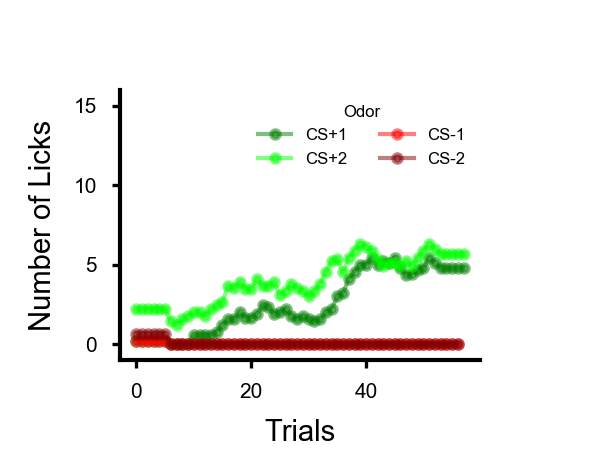 Number of Licks
15
10
5
0
0 20 40
Trials
Odor
CS+1 CS-1
CS+2 CS-2